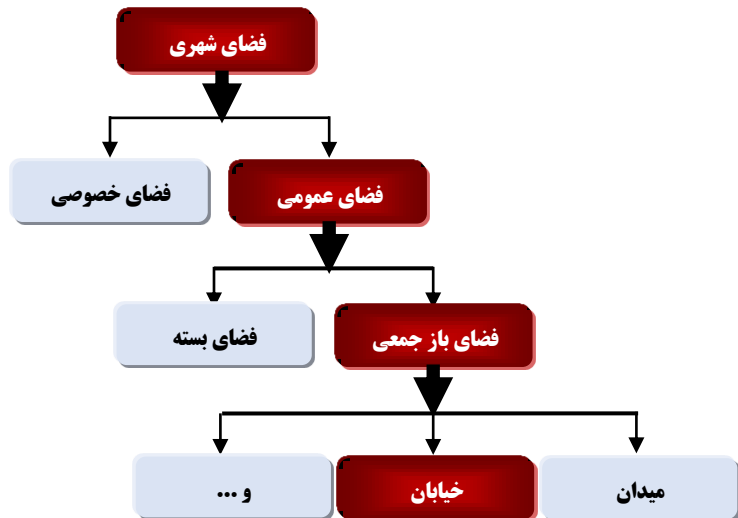 فضای شهری
فضای عمومی
فضای خصوصی
فضای باز جمعی
فضای بسته
میدان
خیابان
و ...